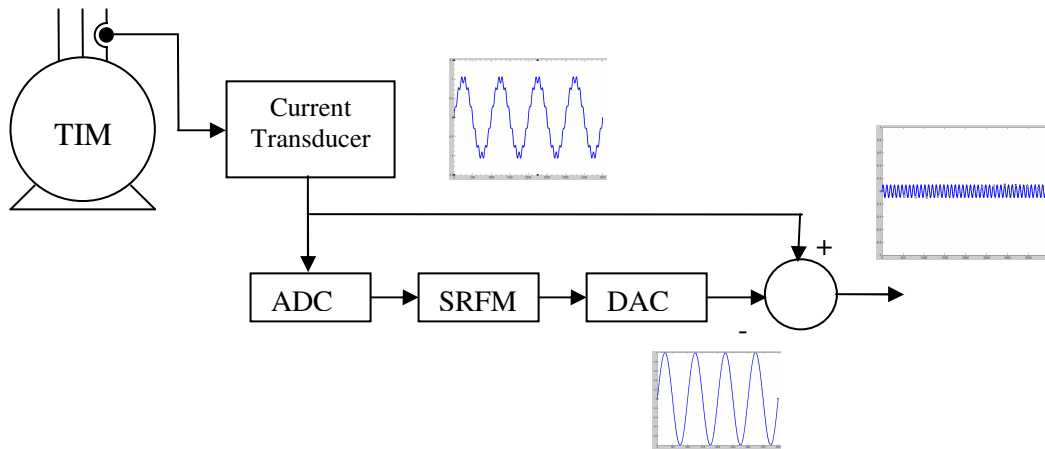 TIM
Current
Transducer
+
ADC
SRFM
DAC
-